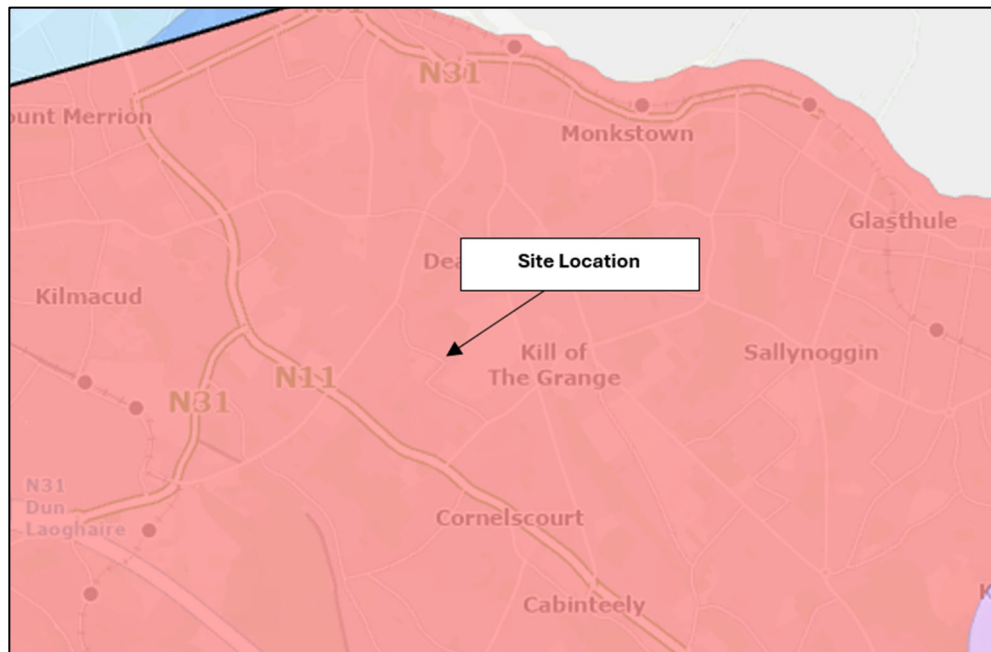 N31
N31
ount Merrion
Monkstown
Glasthule
Dea
Site Location
Kilmacud
Kill of
The Grange
Sallynoggin
N11
N31
N31
Dun
Laoghaire
Cornelscourt
Cabinteely
K